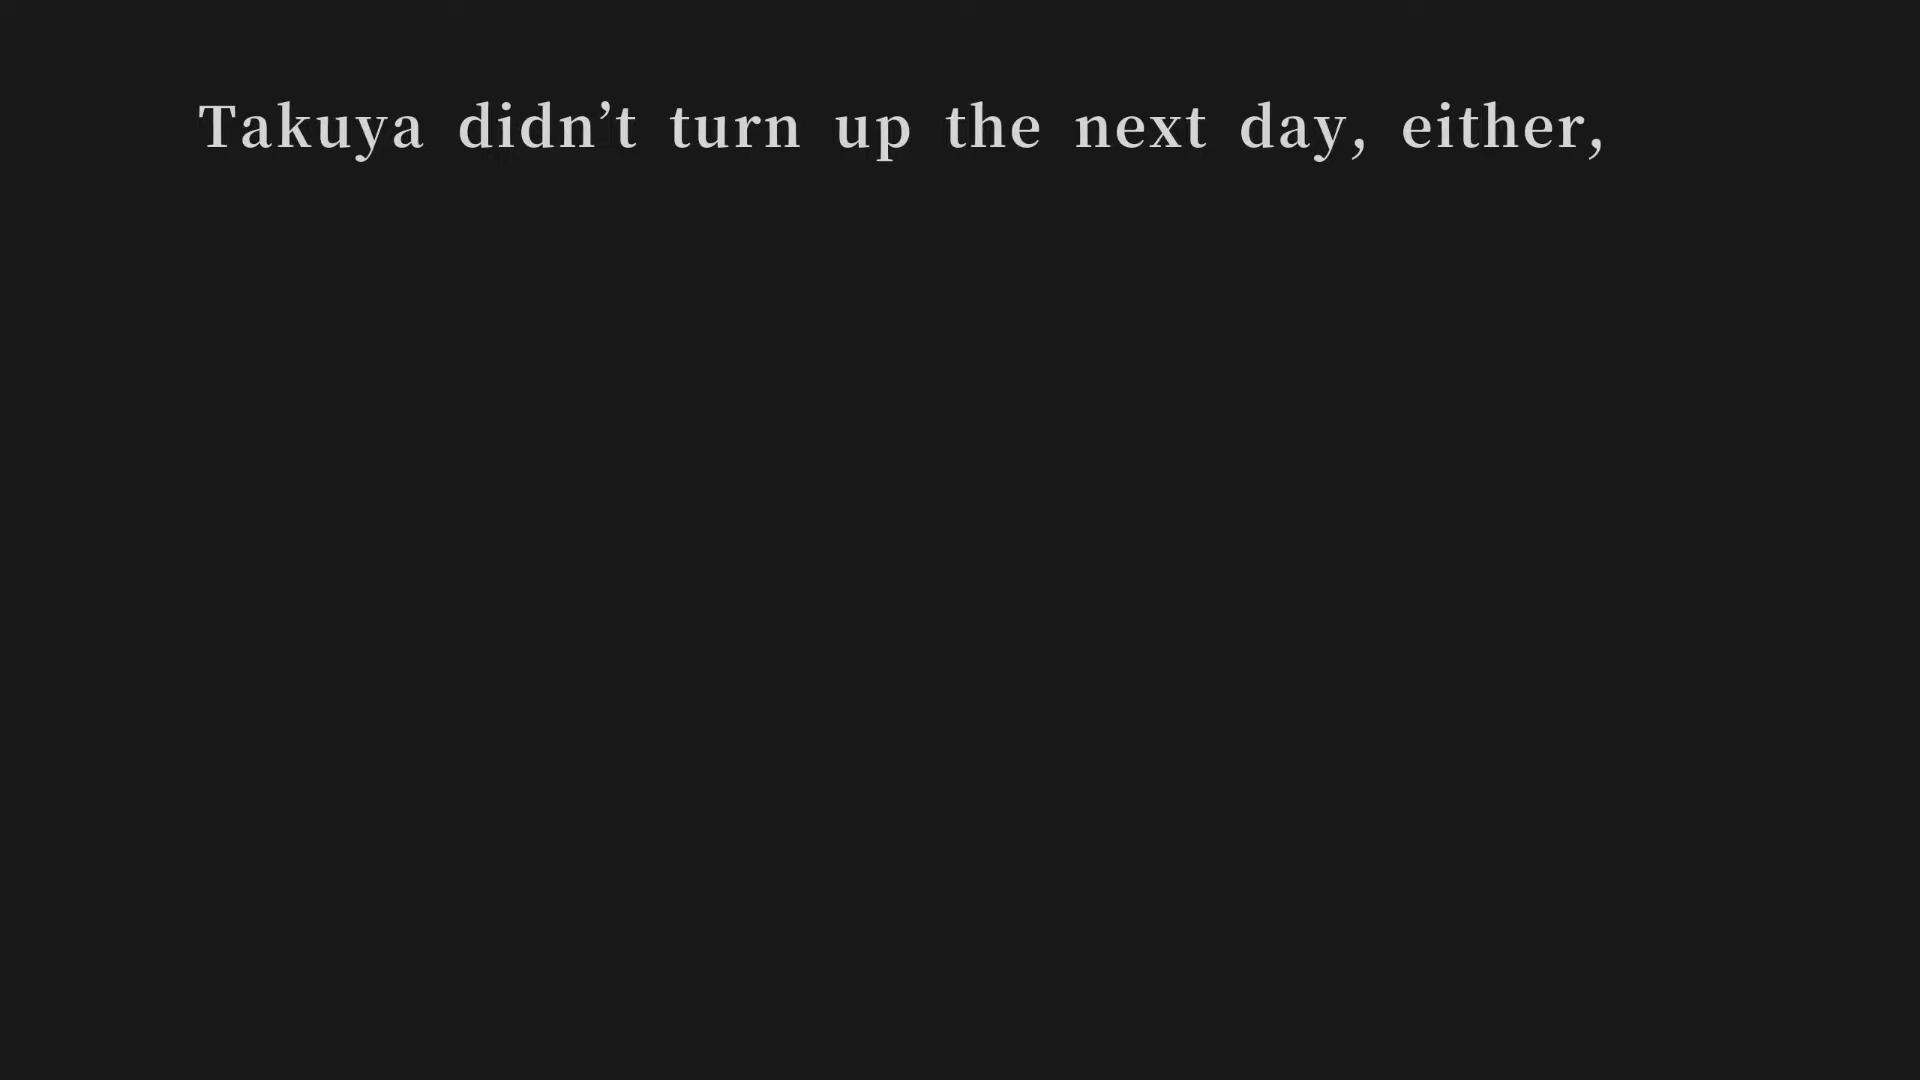 Takuya didn’t turn up the next day, either,